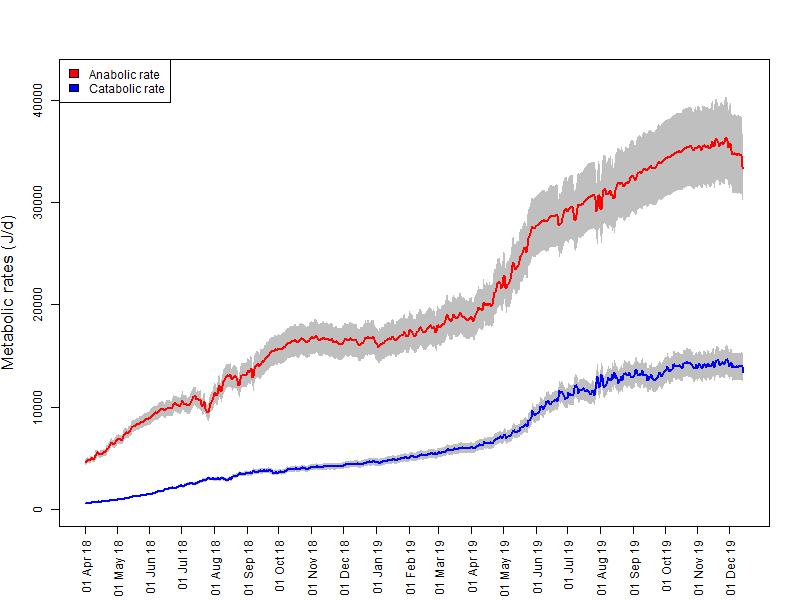 Anabolic rate
Catabolic rate
Metabolic rates (J/d)
40000
30000
20000
10000
0
01 Apr 18
01 May 18
01 Jun 18
01 Jul 18
01 Aug 18
01 Sep 18
01 Oct 18
01 Nov 18
01 Dec 18
01 Jan 19
01 Feb 19
01 Mar 19
01 Apr 19
01 May 19
01 Jun 19
01 Jul 19
01 Aug 19
01 Sep 19
01 Oct 19
01 Nov 19
01 Dec 19